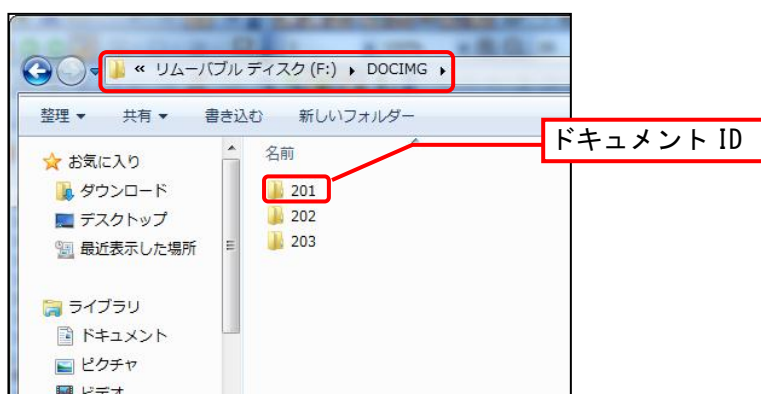 « リムーバブル ディスク (F:) ▸ DOCIMG ▸
整理 ▼ 共有 ▼ 書き込む 新しいフォルダー
ドキュメント ID
お気に入り
ダウンロード
デスクトップ
最近表示した場所
ライブラリ
ドキュメント
ピクチャ
ビデオ
名前
201
202
203